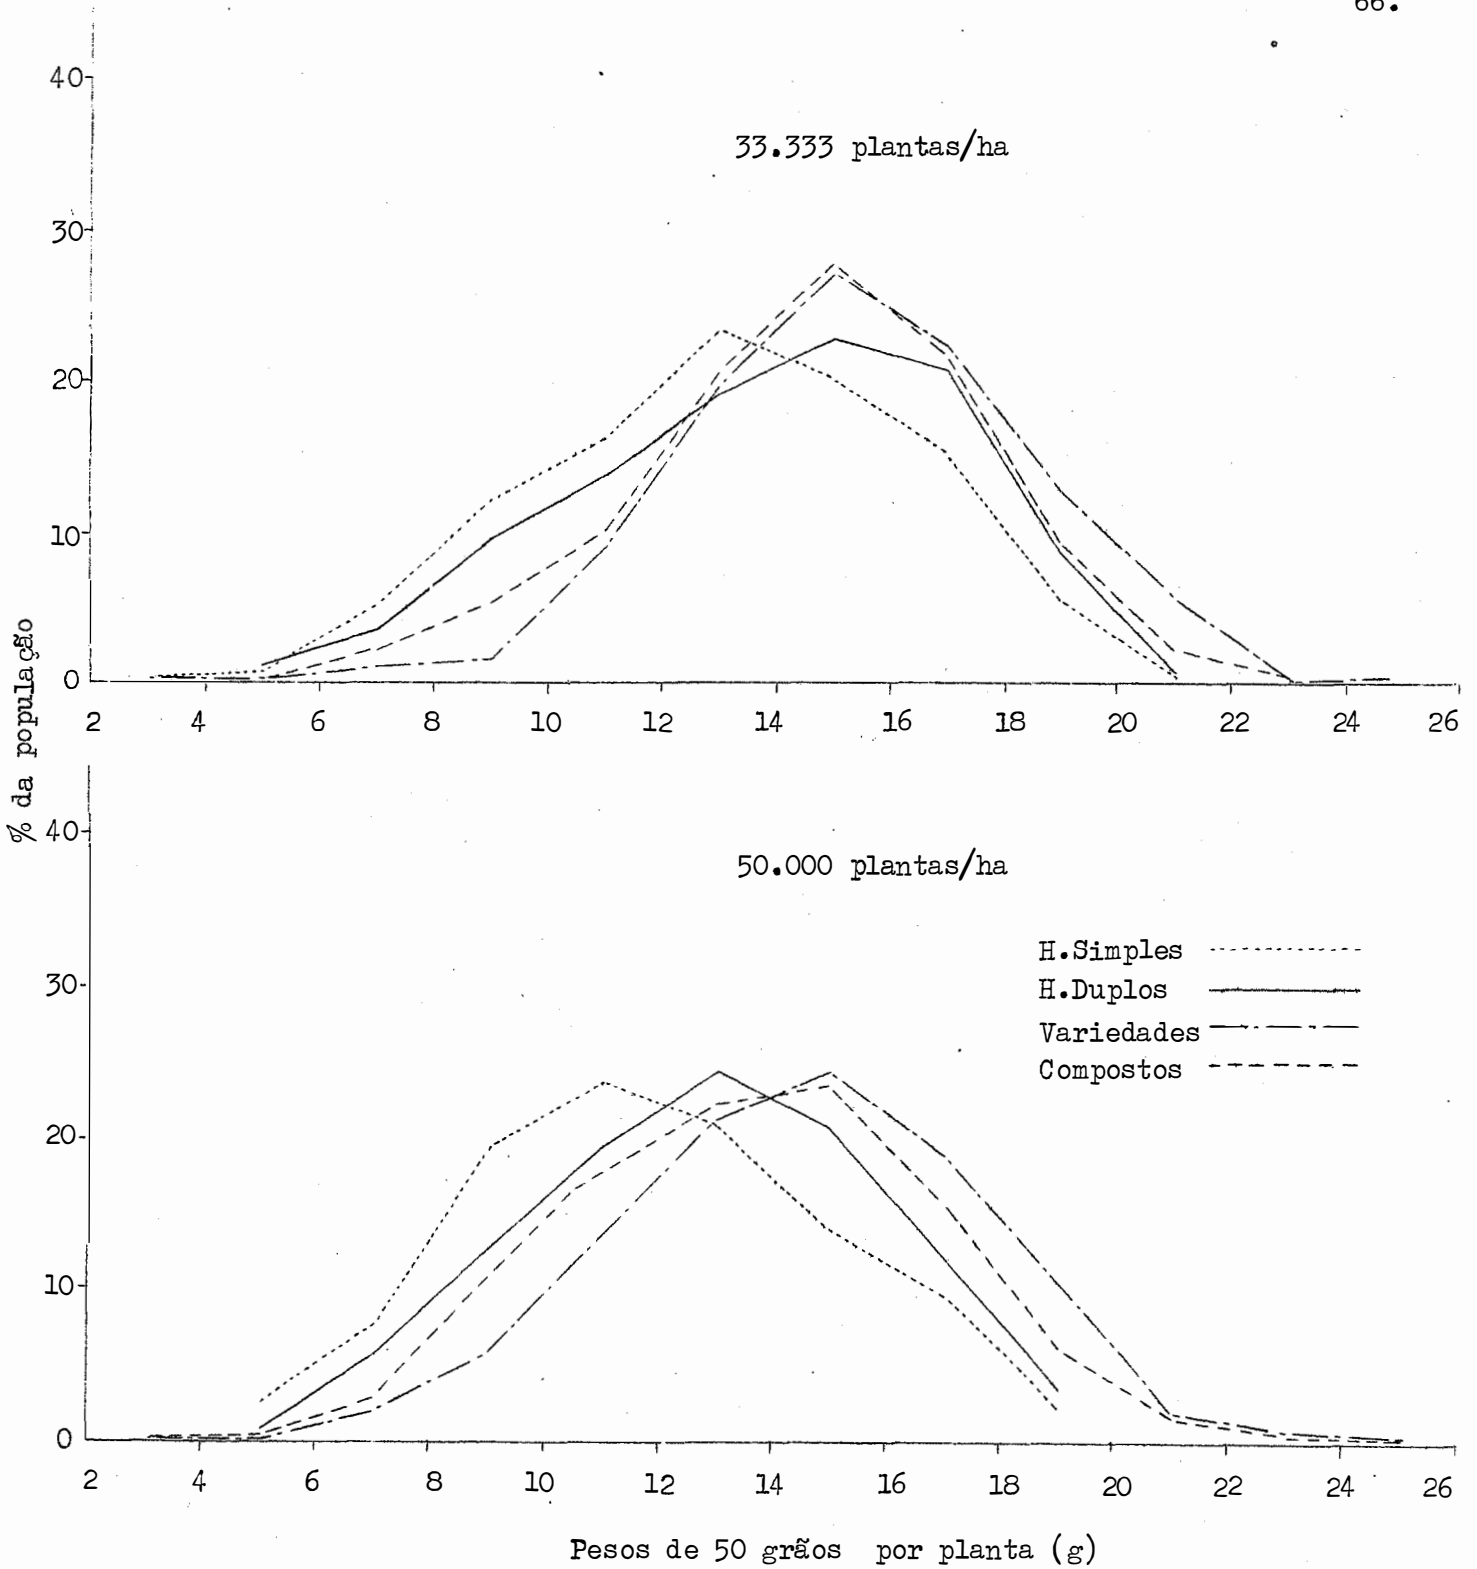 66.
40
33.333 plantas/ha
30
20
10
0
2 4 6 8 10 12 14 16 18 20 22 24 26
% da população
40
50.000 plantas/ha
H.Simples
30
H.Duplos
Variedades
Compostos
20
10
0
2 4 6 8 10 12 14 16 18 20 22 24 26
Pesos de 50 grãos por planta (g)